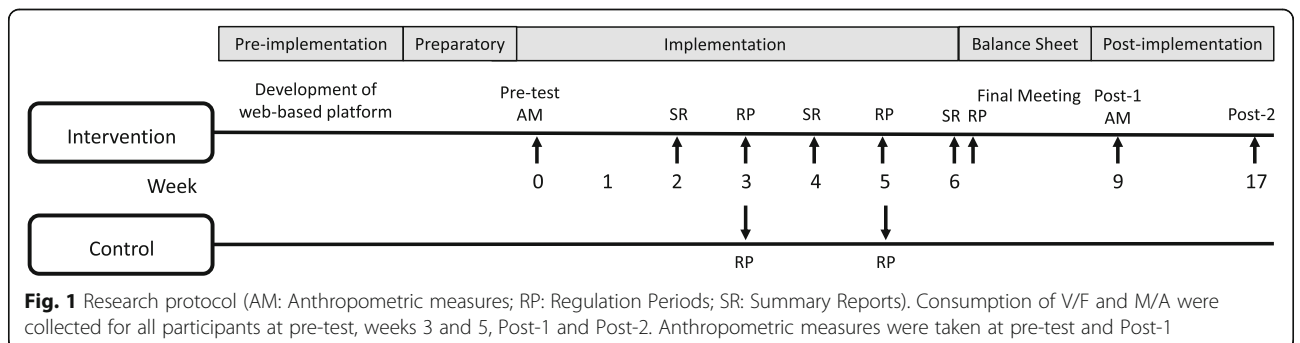 Pre-implementation Preparatory Implementation Balance Sheet Post-implementation
Development of
web-based platform
Pre-test
AM SR RP SR RP SR RP
Final Meeting Post-1
AM Post-2
Intervention
Week 0 1 2 3 4 5 6 9 17
Control
RP RP
Fig. 1 Research protocol (AM: Anthropometric measures; RP: Regulation Periods; SR: Summary Reports). Consumption of V/F and M/A were
collected for all participants at pre-test, weeks 3 and 5, Post-1 and Post-2. Anthropometric measures were taken at pre-test and Post-1